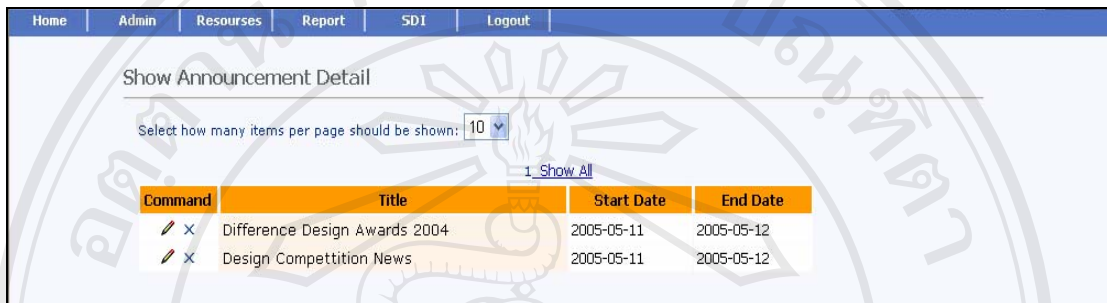 Home Admin Resourses Report SDI Logout
Show Announcement Detail
Select how many items per page should be shown: 10
1 Show All
Command Title Start Date End Date
Difference Design Awards 2004 2005-05-11 2005-05-12
Design Compettition News 2005-05-11 2005-05-12